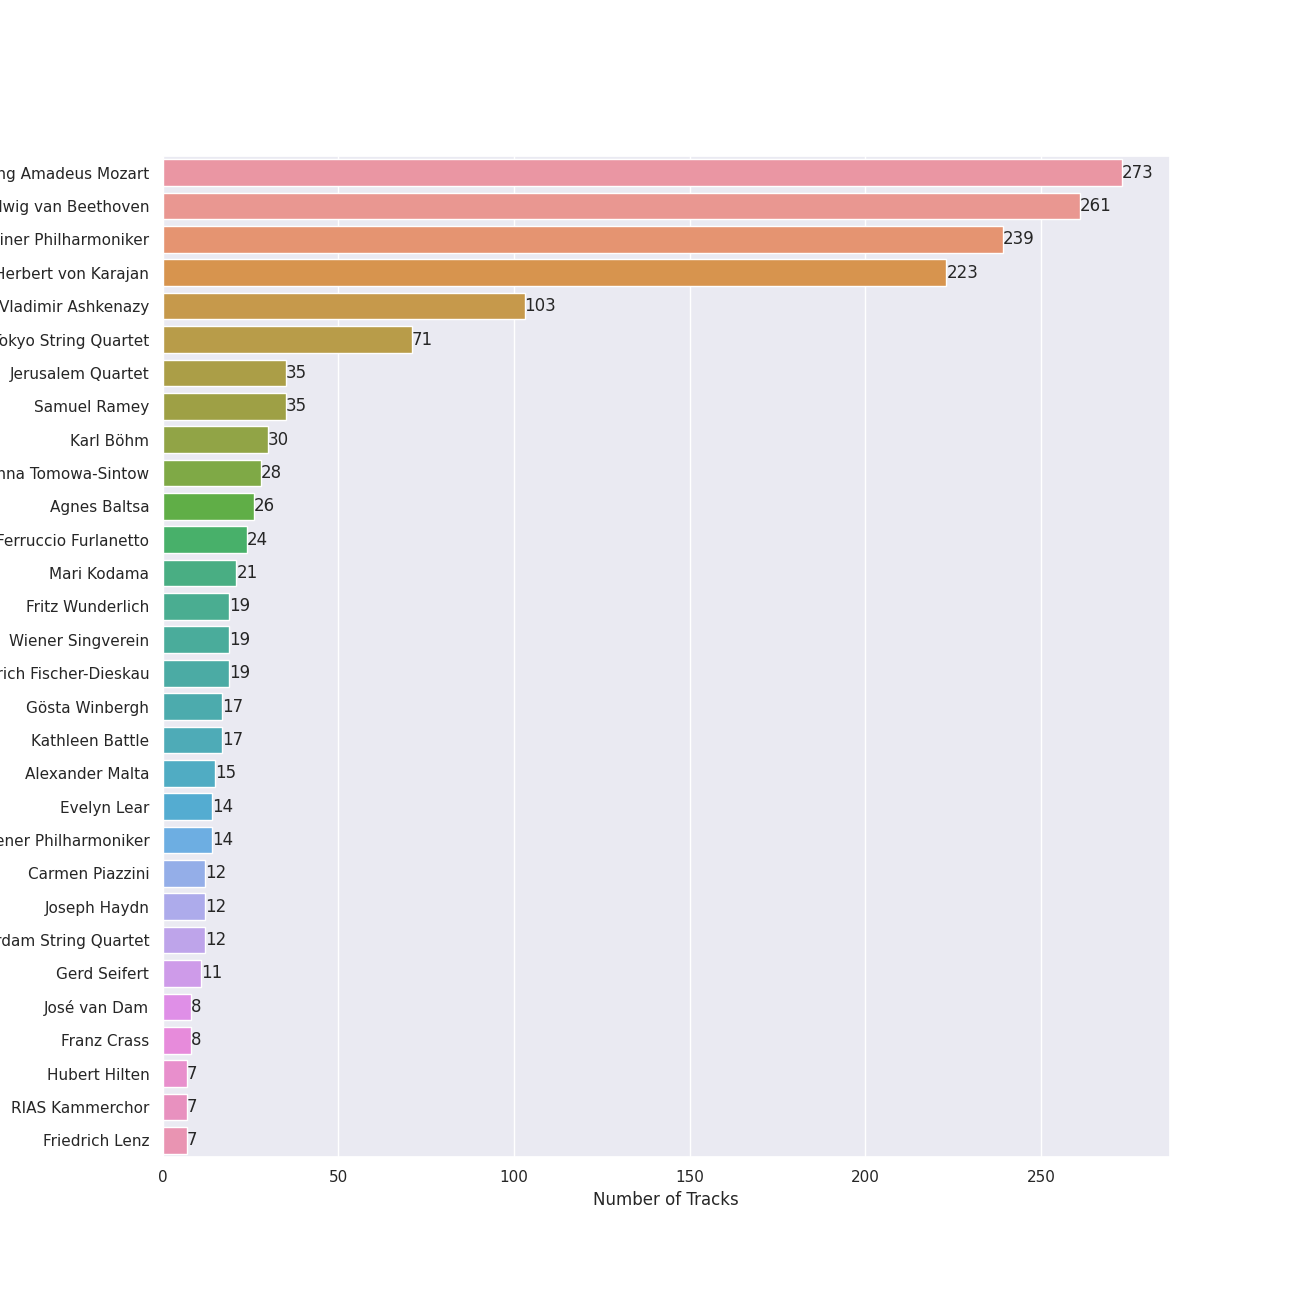 ng Amadeus Mozart 273
wig van Beethoven 261
iner Philharmoniker 239
Herbert von Karajan 223
Vladimir Ashkenazy 103
okyo String Quartet 71
Jerusalem Quartet 35
Samuel Ramey 35
Karl Böhm 30
nna Tomowa-Sintow 28
Agnes Baltsa 26
Ferruccio Furlanetto 24
Mari Kodama 21
Fritz Wunderlich 19
Wiener Singverein 19
rich Fischer-Dieskau 19
Gösta Winbergh 17
Kathleen Battle 17
Alexander Malta 15
Evelyn Lear 14
ener Philharmoniker 14
Carmen Piazzini 12
Joseph Haydn 12
rdam String Quartet 12
Gerd Seifert 11
José van Dam 8
Franz Crass 8
Hubert Hilten 7
RIAS Kammerchor 7
Friedrich Lenz 7
0 50 100 150 200 250
Number of Tracks